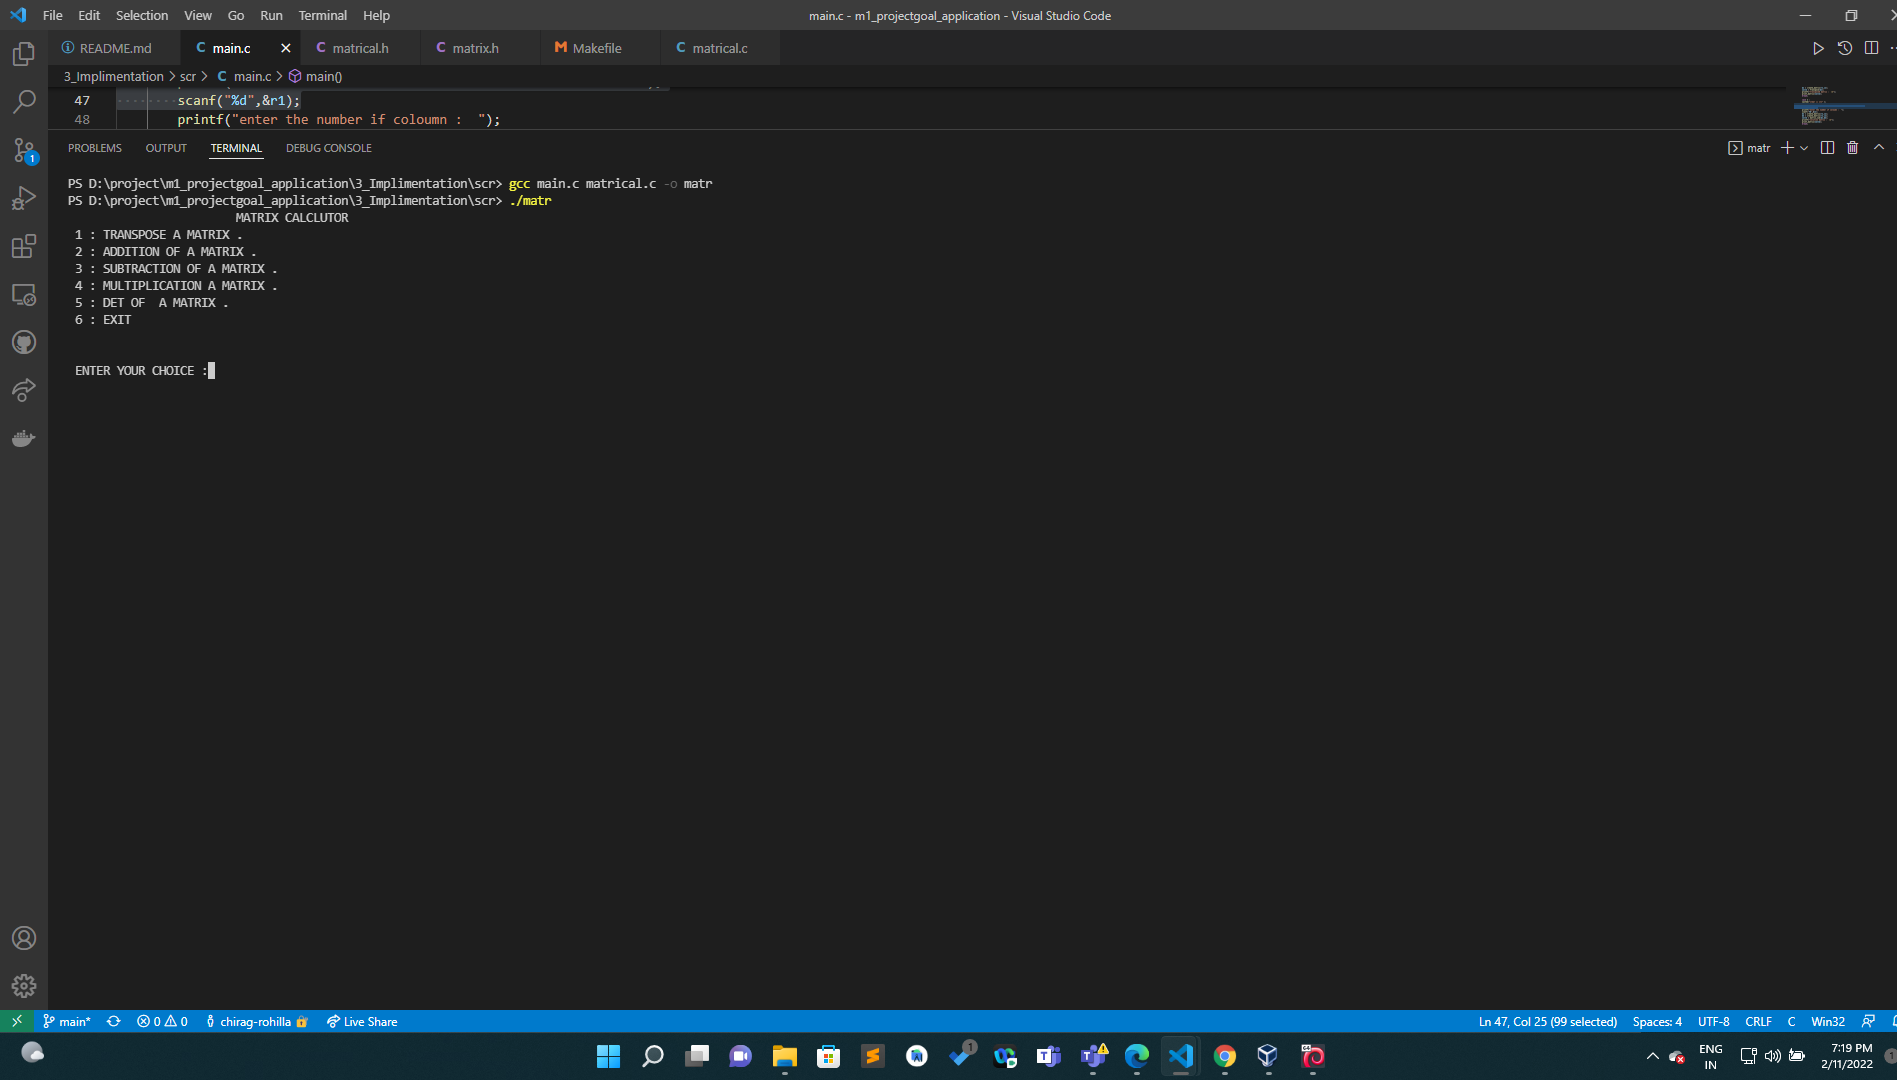 File Edit Selection View Go Run Terminal Help
main.c - m1_projectgoal_application - Visual Studio Code
README.md
C main.c
C matrical.h
C matrix.h
M Makefile
C matrical.c
3_Implimentation > scr > C main.c > main()
47 scanf("%d",&r1);
48 printf("enter the number if coloumn :  ");
PROBLEMS OUTPUT TERMINAL DEBUG CONSOLE
matr
PS D:\project\m1_projectgoal_application\3_Implimentation\scr> gcc main.c matrical.c -o matr
PS D:\project\m1_projectgoal_application\3_Implimentation\scr> ./matr
MATRIX CALCLUTOR
1 : TRANSPOSE A MATRIX .
2 : ADDITION OF A MATRIX .
3 : SUBTRACTION OF A MATRIX .
4 : MULTIPLICATION A MATRIX .
5 : DET OF  A MATRIX .
6 : EXIT
ENTER YOUR CHOICE :
1
main* 0 0 chirag-rohilla Live Share
Ln 47, Col 25 (99 selected) Spaces: 4 UTF-8 CRLF C Win32
1
ENG
IN
7:19 PM
2/11/2022
1